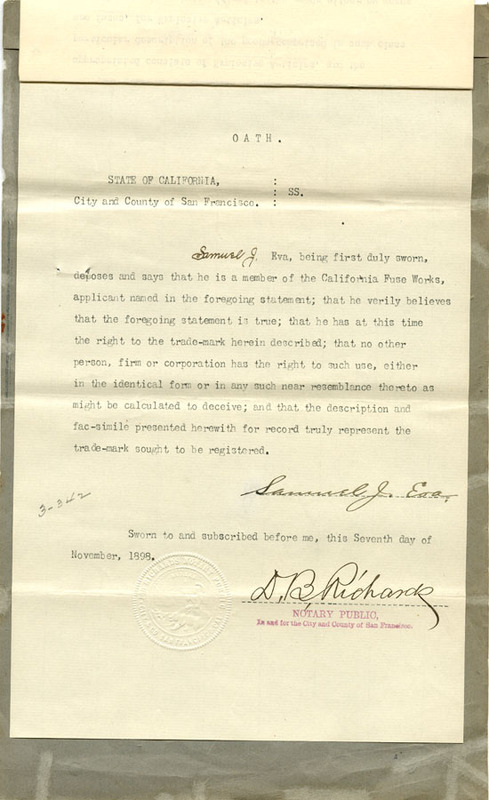 OATH.
STATE OF CALIFORNIA, :
: SS.
City and County of San Francisco. :
Samuel J. Eva, being first duly sworn,
deposes and says that he is a member of the California Fuse Works,
applicant named in the foregoing statement; that he verily believes
that the foregoing statement is true; that he has at this time
the right to the trade-mark herein described; that no other
person, firm or corporation has the right to such use, either
in the identical form or in any such near resemblance thereto as
might be calculated to deceive; and that the description and
fac-simile presented herewith for record truly represent the
trade-mark sought to be registered.
Samuel J. Eva,
3-342
Sworn to and subscribed before me, this Seventh day of
November, 1898.
D. B. Richards
NOTARY PUBLIC,
In and for the City and County of San Francisco.